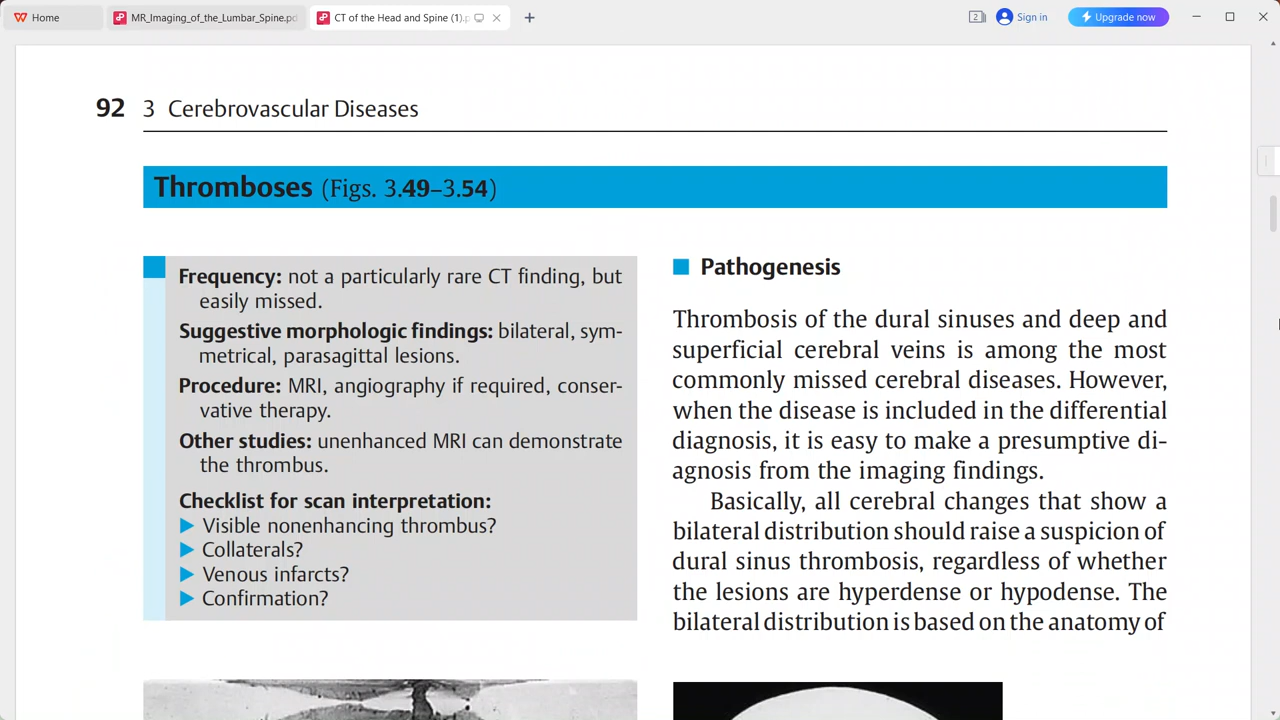 Home
MR_Imaging_of_the_Lumbar_Spine.pd
CT of the Head and Spine (1).p
2
Sign in
Upgrade now
92 3 Cerebrovascular Diseases
Thromboses (Figs. 3.49–3.54)
Frequency: not a particularly rare CT finding, but
easily missed.
Suggestive morphologic findings: bilateral, sym-
metrical, parasagittal lesions.
Procedure: MRI, angiography if required, conser-
vative therapy.
Other studies: unenhanced MRI can demonstrate
the thrombus.
Checklist for scan interpretation:
Visible nonenhancing thrombus?
Collaterals?
Venous infarcts?
Confirmation?
Pathogenesis
Thrombosis of the dural sinuses and deep and
superficial cerebral veins is among the most
commonly missed cerebral diseases. However,
when the disease is included in the differential
diagnosis, it is easy to make a presumptive di-
agnosis from the imaging findings.
Basically, all cerebral changes that show a
bilateral distribution should raise a suspicion of
dural sinus thrombosis, regardless of whether
the lesions are hyperdense or hypodense. The
bilateral distribution is based on the anatomy of